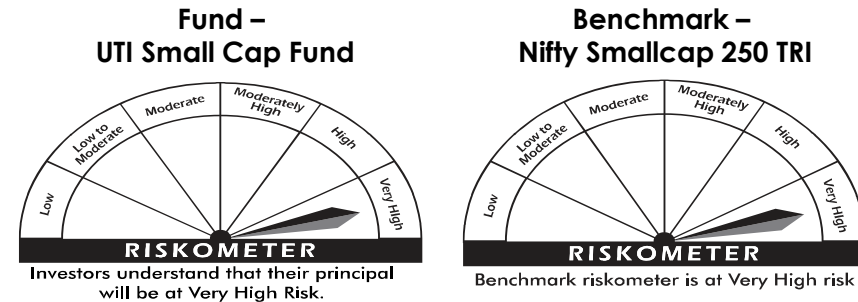 Fund –
UTI Small Cap Fund
Low
Low to
Moderate
Moderate
Moderately
High
High
Very High
RISKOMETER
Investors understand that their principal
will be at Very High Risk.
Benchmark –
Nifty Smallcap 250 TRI
Low
Low to
Moderate
Moderate
Moderately
High
High
Very High
RISKOMETER
Benchmark riskometer is at Very High risk